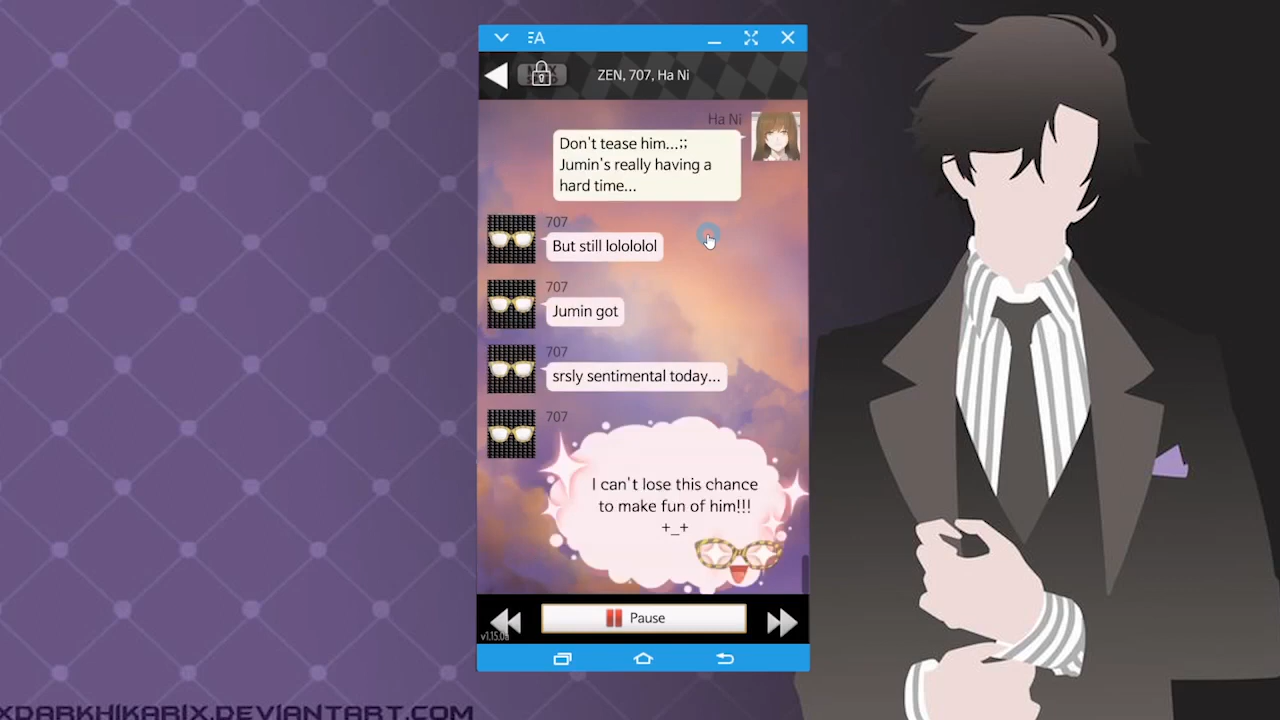 ΞA
ZEN, 707, Ha Ni
Ha Ni
Don't tease him...;;
Jumin's really having a
hard time...
707
But still lolololol
707
Jumin got
707
srsly sentimental today...
707
I can't lose this chance
to make fun of him!!!
+_+
Pause
XDARKHIKARIX.DEVIANTART.COM